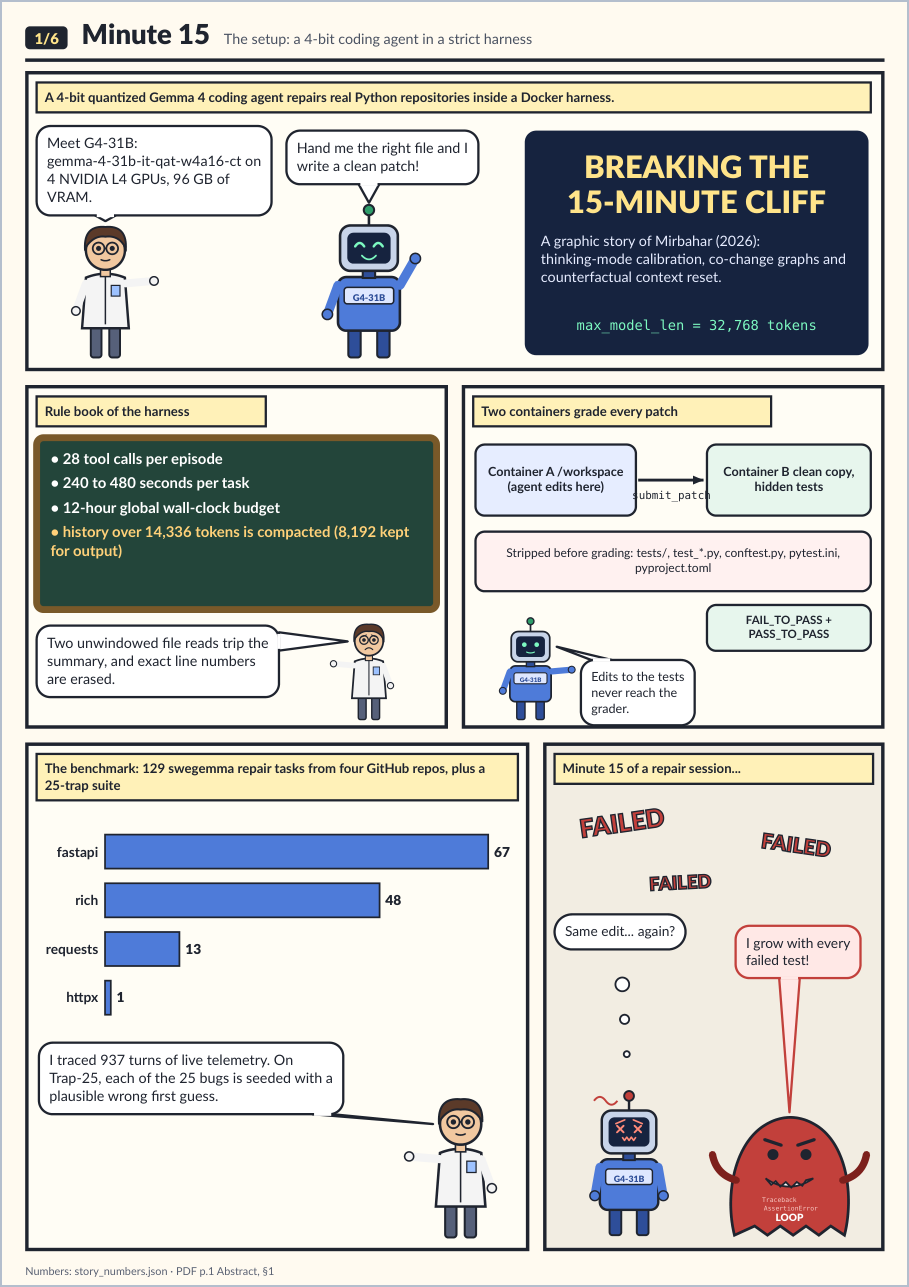 1/6
Minute 15
The setup: a 4-bit coding agent in a strict harness
A 4-bit quantized Gemma 4 coding agent repairs real Python repositories inside a Docker harness.
Meet G4-31B:
gemma-4-31b-it-qat-w4a16-ct on
4 NVIDIA L4 GPUs, 96 GB of
VRAM.
Hand me the right file and I
write a clean patch!
G4-31B
BREAKING THE
15-MINUTE CLIFF
A graphic story of Mirbahar (2026):
thinking-mode calibration, co-change graphs and
counterfactual context reset.
max_model_len = 32,768 tokens
Rule book of the harness
• 28 tool calls per episode
• 240 to 480 seconds per task
• 12-hour global wall-clock budget
• history over 14,336 tokens is compacted (8,192 kept
for output)
Two unwindowed file reads trip the
summary, and exact line numbers
are erased.
Two containers grade every patch
Container A /workspace
(agent edits here)
submit_patch
Container B clean copy,
hidden tests
Stripped before grading: tests/, test_*.py, conftest.py, pytest.ini,
pyproject.toml
FAIL_TO_PASS +
PASS_TO_PASS
G4-31B
Edits to the tests
never reach the
grader.
The benchmark: 129 swegemma repair tasks from four GitHub repos, plus a
25-trap suite
fastapi 67
rich 48
requests 13
httpx 1
I traced 937 turns of live telemetry. On
Trap-25, each of the 25 bugs is seeded with a
plausible wrong first guess.
Minute 15 of a repair session...
FAILED
FAILED
FAILED
Same edit... again?
I grow with every
failed test!
G4-31B
Traceback
AssertionError
LOOP
Numbers: story_numbers.json · PDF p.1 Abstract, §1